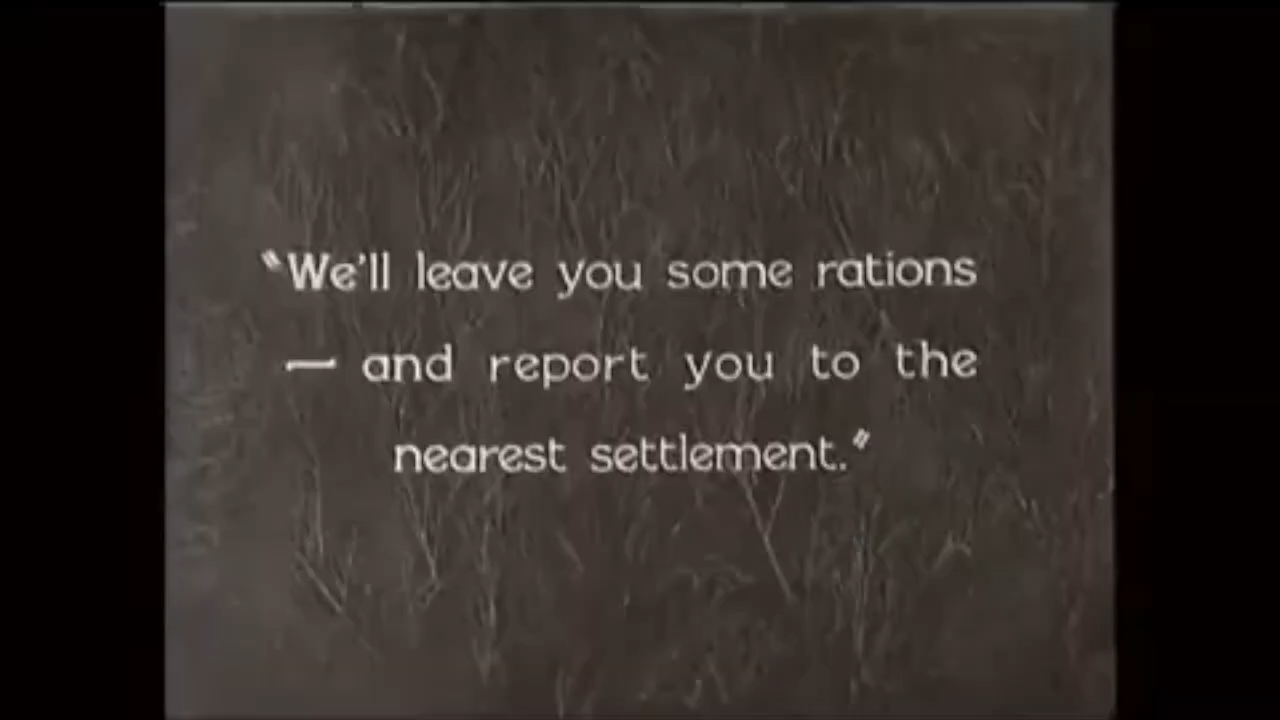 "We'll leave you some rations
— and report you to the
nearest settlement."